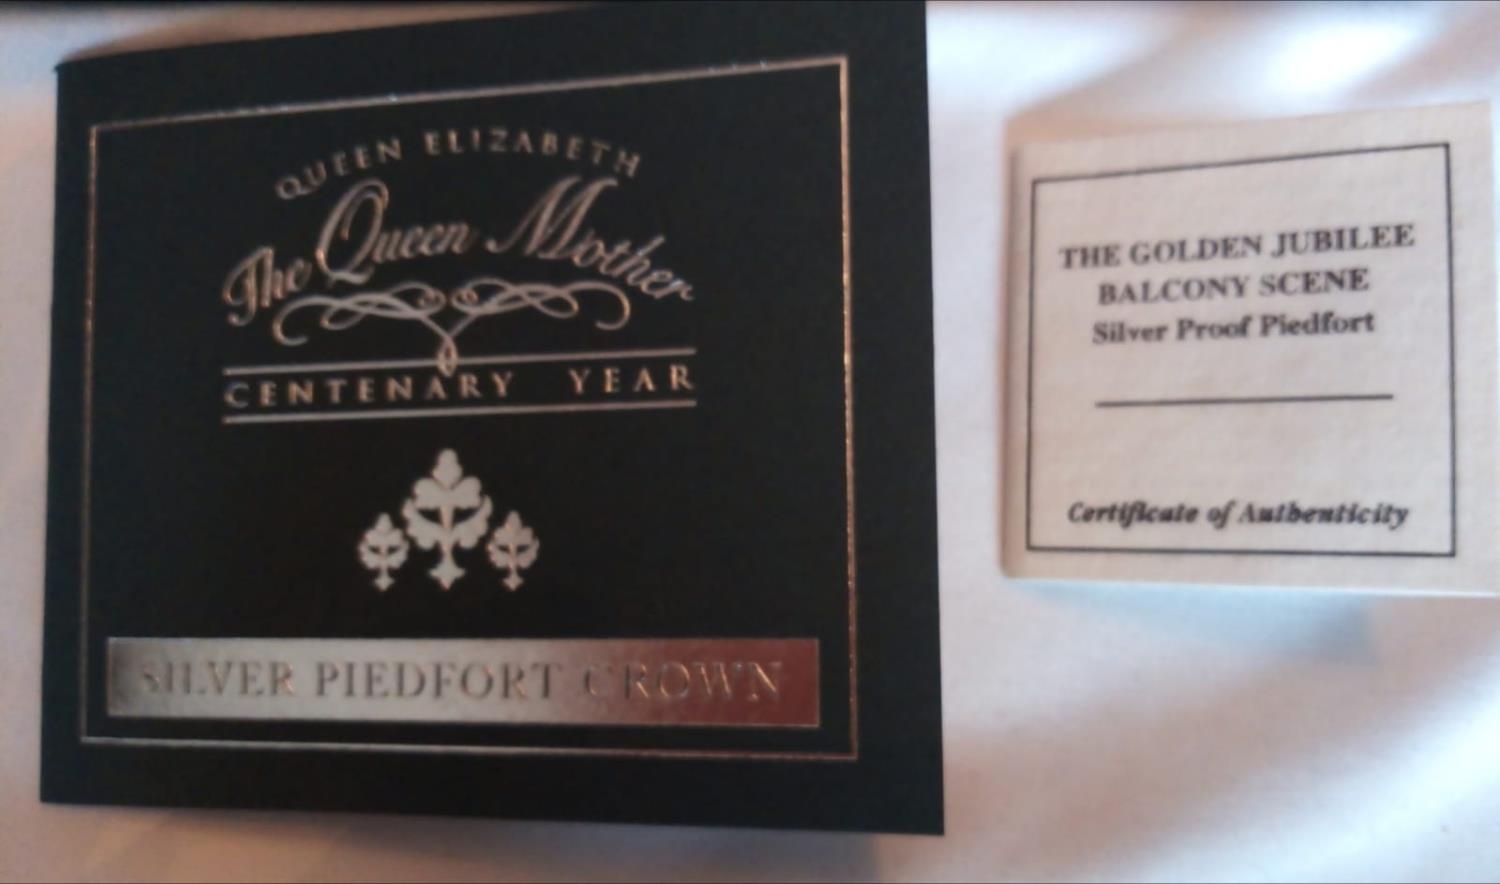 QUEEN ELIZABETH
The Queen Mother
CENTENARY YEAR
SILVER PIEDFORT CROWN
THE GOLDEN JUBILEE
BALCONY SCENE
Silver Proof Piedfort
Certificate of Authenticity